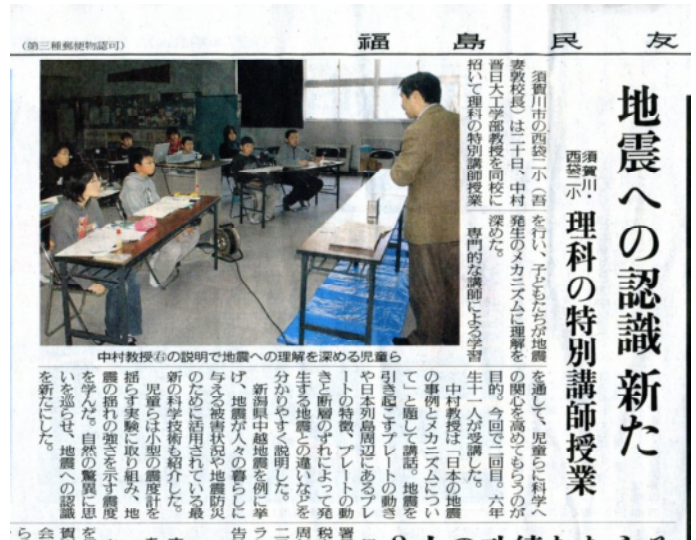 (第三種郵便物認可)
福島民友
地震への認識新た
須賀川・
西袋二小
理科の特別講師授業
須賀川市の西袋二小(吾
妻敦校長)は二十日、中村
晋日大工学部教授を同校に
招いて理科の特別講師授業
を行い、子どもたちが地震
発生のメカニズムに理解を
深めた。
専門的な講師による学習
を通して、児童らに科学へ
の関心を高めてもらうのが
目的。今回で二回目。六年
生十一人が受講した。
中村教授は「日本の地震
の事例とメカニズムについ
て」と題して講話。地震を
引き起こすプレートの動き
や日本列島周辺にあるプレ
ートの特徴、プレートの動
きと断層のずれによって発
生する地震との違いなどを
分かりやすく説明した。
新潟県中越地震を例に挙
げ、地震が人々の暮らしに
与える被害状況や地震防災
のために活用されている最
新の科学技術も紹介した。
児童らは小型の震度計を
揺らす実験に取り組み、地
震の揺れの強さを示す震度
を学んだ。自然の驚異に思
いを巡らせ、地震への認識
を新たにした。
中村教授㊨の説明で地震への理解を深める児童ら